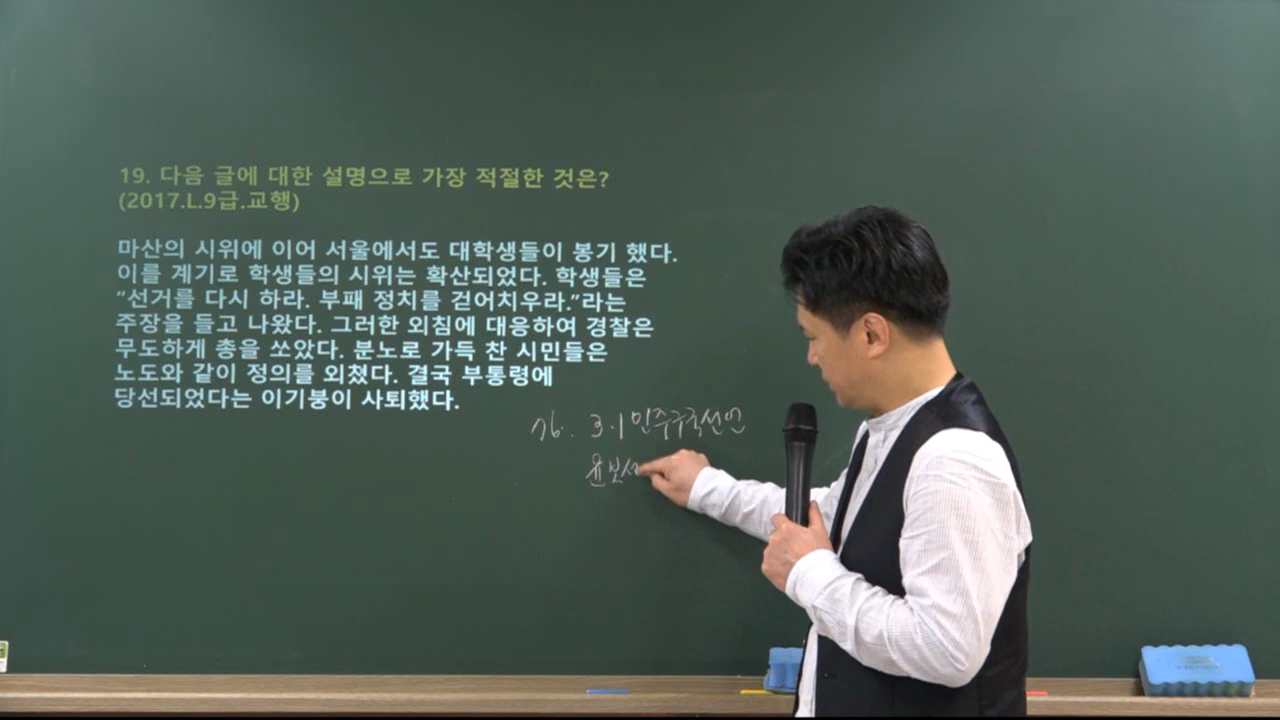 19. 다음 글에 대한 설명으로 가장 적절한 것은?
(2017.L.9급.교행)
마산의 시위에 이어 서울에서도 대학생들이 봉기 했다.
이를 계기로 학생들의 시위는 확산되었다. 학생들은
“선거를 다시 하라. 부패 정치를 걷어치우라.”라는
주장을 들고 나왔다. 그러한 외침에 대응하여 경찰은
무도하게 총을 쏘았다. 분노로 가득 찬 시민들은
노도와 같이 정의를 외쳤다. 결국 부통령에
당선되었다는 이기붕이 사퇴했다.
76. 3.1 민주구국선언
윤보선